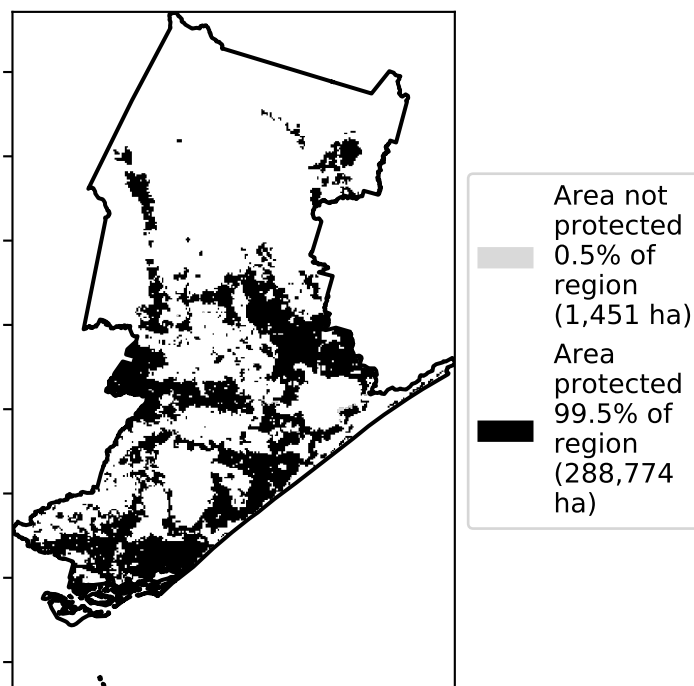 Area not
protected
0.5% of
region
(1,451 ha)
Area
protected
99.5% of
region
(288,774
ha)